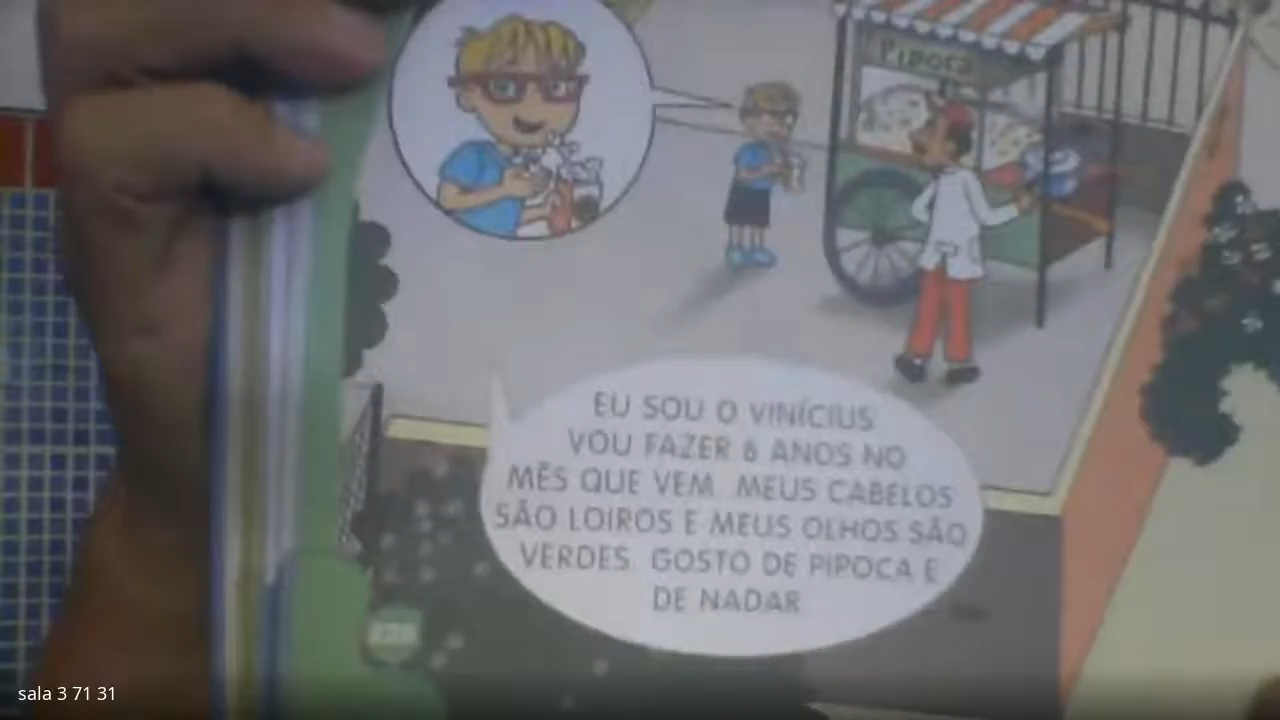 Pipoca
EU SOU O VINÍCIUS
VOU FAZER 6 ANOS NO
MÊS QUE VEM. MEUS CABELOS
SÃO LOIROS E MEUS OLHOS SÃO
VERDES. GOSTO DE PIPOCA E
DE NADAR
sala 3 71 31